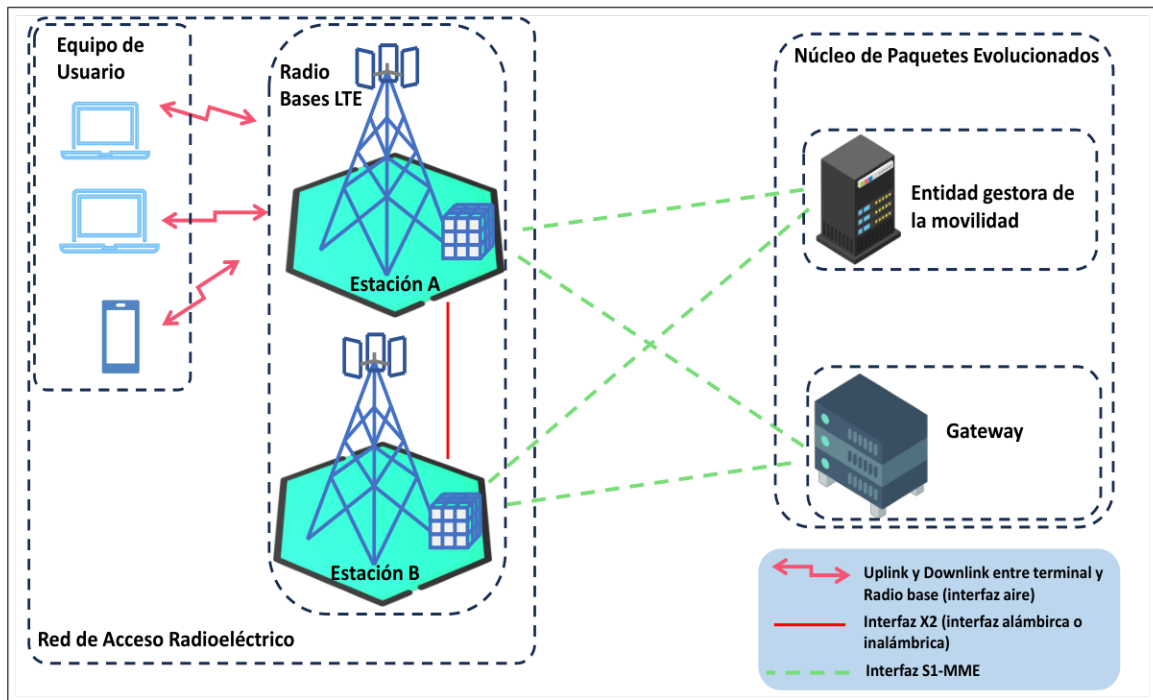 Equipo de
Usuario
Radio
Bases LTE
Estación A
Estación B
Red de Acceso Radioeléctrico
Núcleo de Paquetes Evolucionados
Entidad gestora de
la movilidad
Gateway
Uplink y Downlink entre terminal y
Radio base (interfaz aire)
Interfaz X2 (interfaz alámbirca o
inalámbrica)
Interfaz S1-MME